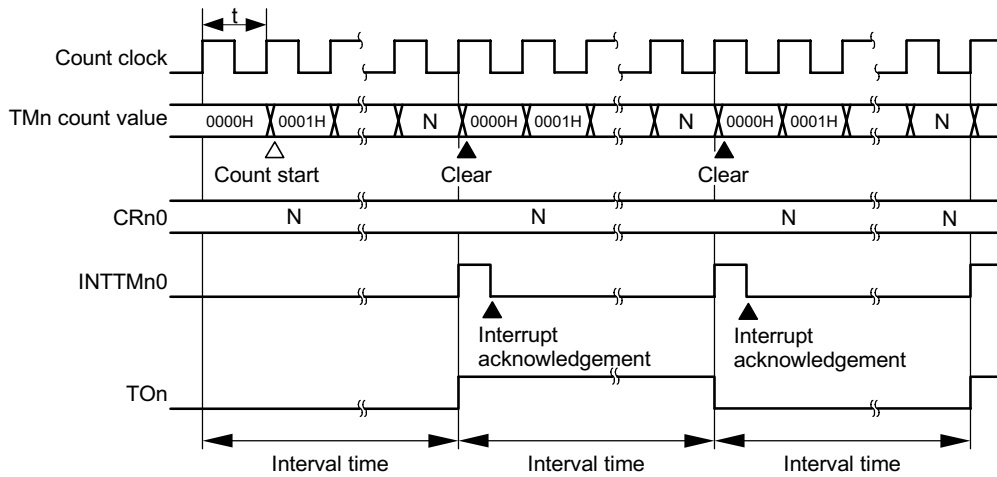 t
Count clock
TMn count value
0000H 0001H N 0000H 0001H N 0000H 0001H N
Count start Clear Clear
CRn0 N N N N
INTTMn0
Interrupt acknowledgement
Interrupt acknowledgement
TOn
Interval time Interval time Interval time